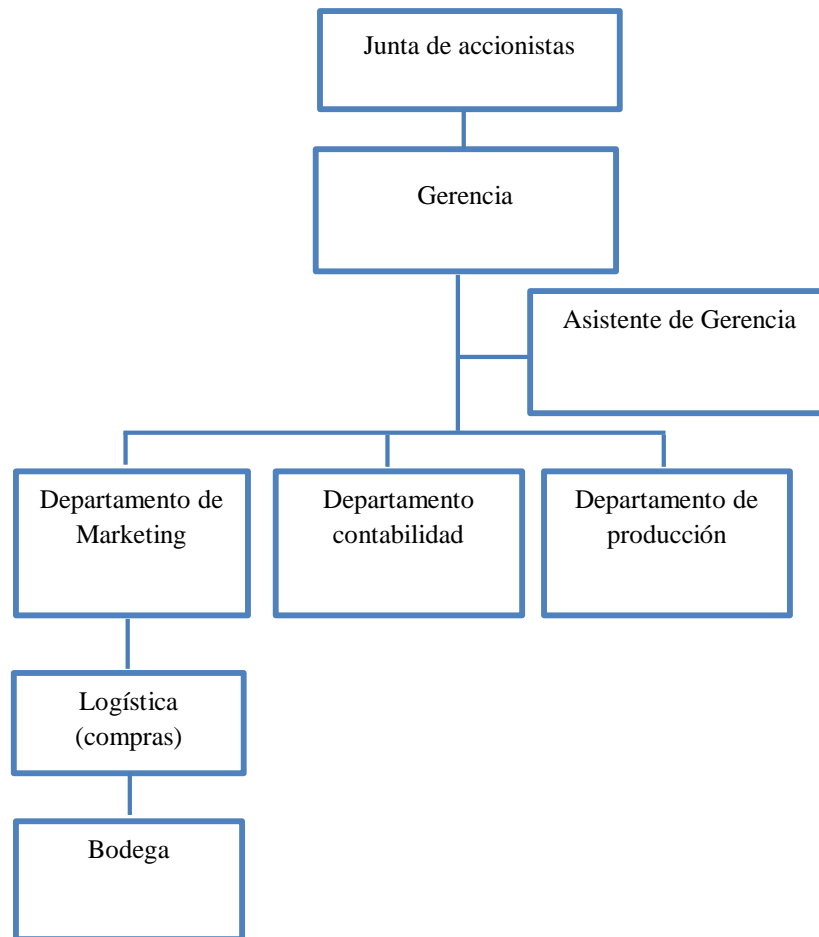 Junta de accionistas
Gerencia
Asistente de Gerencia
Departamento de
Marketing
Departamento
contabilidad
Departamento de
producción
Logística
(compras)
Bodega